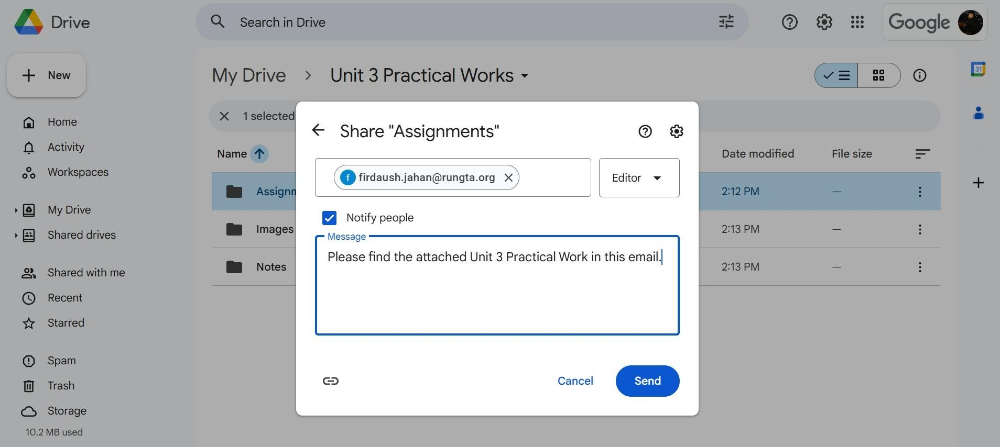 Drive
Search in Drive
Google
New
My Drive > Unit 3 Practical Works
31
Home
Activity
Workspaces
My Drive
Shared drives
Shared with me
Recent
Starred
Spam
Trash
Storage
10.2 MB used
1 selected
Name Date modified File size
Assignm 2:12 PM —
Images 2:13 PM —
Notes 2:13 PM —
Share "Assignments"
f firdaush.jahan@rungta.org
Editor
Notify people
Message
Please find the attached Unit 3 Practical Work in this email.
Cancel Send